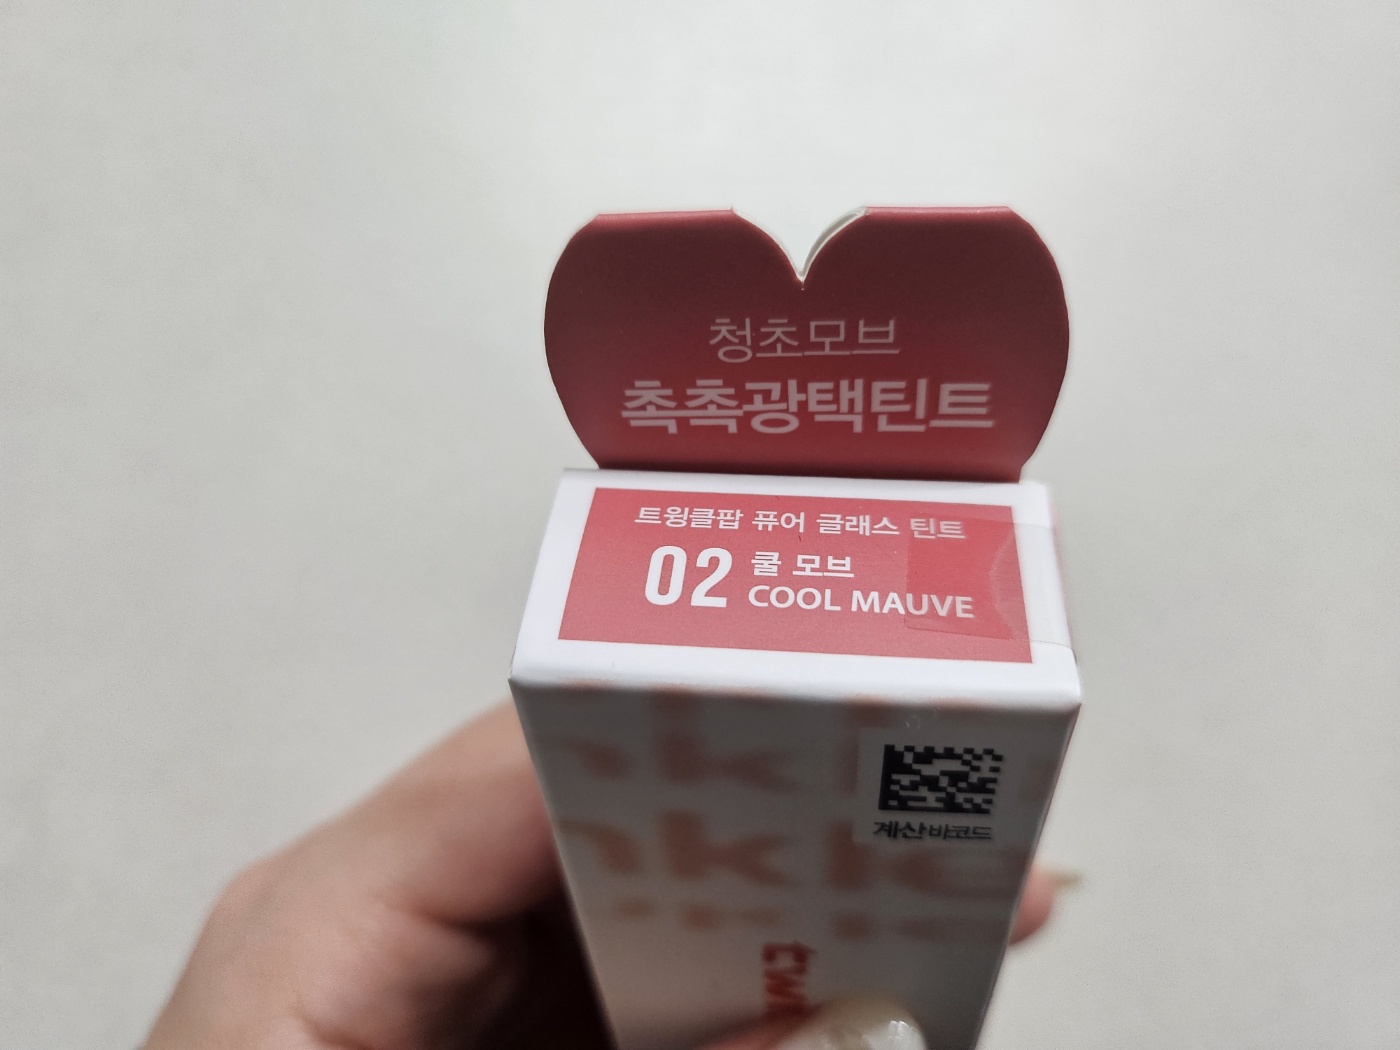 청초모브
촉촉광택틴트
트윙클팝 퓨어 글래스 틴트
02 쿨 모브
COOL MAUVE
계산바코드